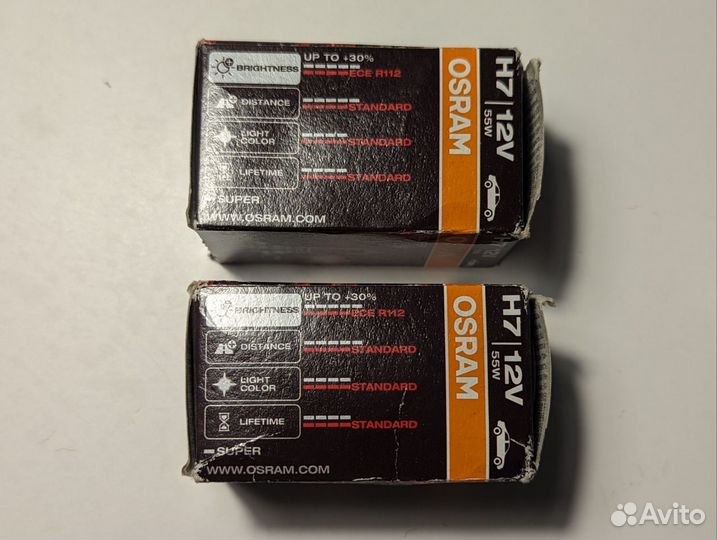 UP TO +30%
BRIGHTNESS
ECE R112
DISTANCE
STANDARD
LIGHT
COLOR
STANDARD
LIFETIME
STANDARD
SUPER
WWW.OSRAM.COM
OSRAM
H7 | 12V
55W
UP TO +30%
BRIGHTNESS
ECE R112
DISTANCE
STANDARD
LIGHT
COLOR
STANDARD
LIFETIME
STANDARD
SUPER
WWW.OSRAM.COM
OSRAM
H7 | 12V
55W
Avito